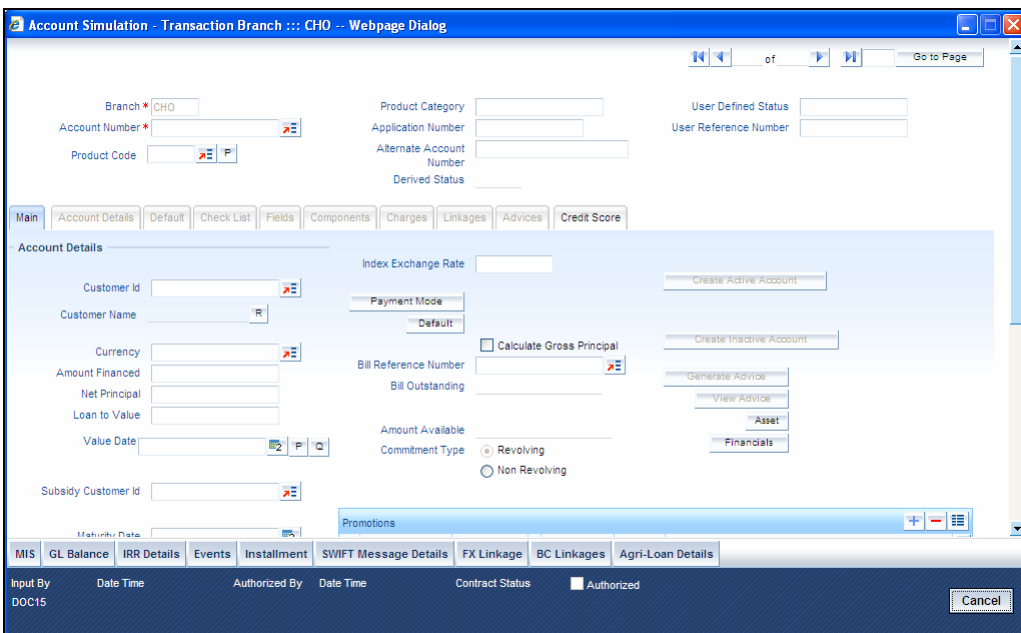 Account Simulation - Transaction Branch ::: CHO -- Webpage Dialog
of Go to Page
Branch * CHO Product Category User Defined Status
Account Number * Application Number User Reference Number
Product Code P Alternate Account Number
Derived Status
Main Account Details Default Check List Fields Components Charges Linkages Advices Credit Score
Account Details
Index Exchange Rate
Customer Id Create Active Account
Payment Mode
Customer Name R
Default
Calculate Gross Principal Create Inactive Account
Currency
Bill Reference Number
Amount Financed Generate Advice
Bill Outstanding
Net Principal View Advice
Loan to Value Asset
Amount Available
Value Date 2 P Q Commitment Type Revolving Financials
Non Revolving
Subsidy Customer Id
Promotions
Maturity Date
MIS GL Balance IRR Details Events Installment SWIFT Message Details FX Linkage BC Linkages Agri-Loan Details
Input By Date Time Authorized By Date Time Contract Status Authorized
DOC15 Cancel